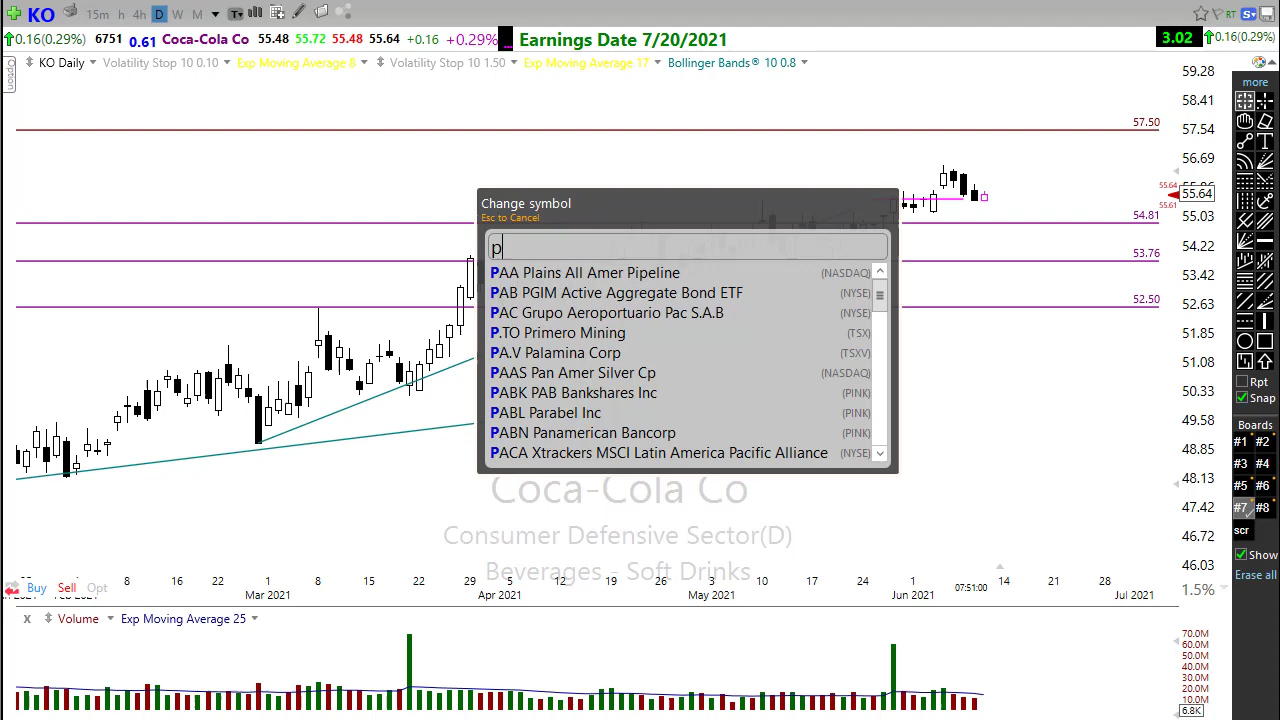 KO 15m h 4h D W M T
RT S
0.16(0.29%) 6751 0.61 Coca-Cola Co 55.48 55.72 55.48 55.64 +0.16 +0.29% ... Earnings Date 7/20/2021 3.02 0.16(0.29%)
Option
KO Daily Volatility Stop 10 0.10 Exp Moving Average 8 Volatility Stop 10 1.50 Exp Moving Average 17 Bollinger Bands® 10 0.8
59.28
58.41
57.50
57.54
56.69
55.64
55.64
55.61
55.03
54.81
54.22
53.76
53.42
52.50
52.63
51.85
51.08
50.33
49.58
48.85
48.13
47.42
46.72
46.03
1.5%
more
Rpt
Snap
Boards
#1 #2
#3 #4
#5 #6
#7 #8
scr
Show
Erase all
Change symbol
Esc to Cancel
p
PAA Plains All Amer Pipeline (NASDAQ)
PAB PGIM Active Aggregate Bond ETF (NYSE)
PAC Grupo Aeroportuario Pac S.A.B (NYSE)
P.TO Primero Mining (TSX)
PA.V Palamina Corp (TSXV)
PAAS Pan Amer Silver Cp (NASDAQ)
PABK PAB Bankshares Inc (PINK)
PABL Parabel Inc (PINK)
PABN Panamerican Bancorp (PINK)
PACA Xtrackers MSCI Latin America Pacific Alliance (NYSE)
Coca-Cola Co
Consumer Defensive Sector(D)
Beverages - Soft Drinks
Buy Sell Opt
8 16 22 1 8 15 22 29 5 12 19 26 3 10 17 24 1 07:51:00 14 21 28
Mar 2021 Apr 2021 May 2021 Jun 2021 Jul 2021
x Volume Exp Moving Average 25
70.0M
60.0M
50.0M
40.0M
30.0M
20.0M
10.0M
6.8K